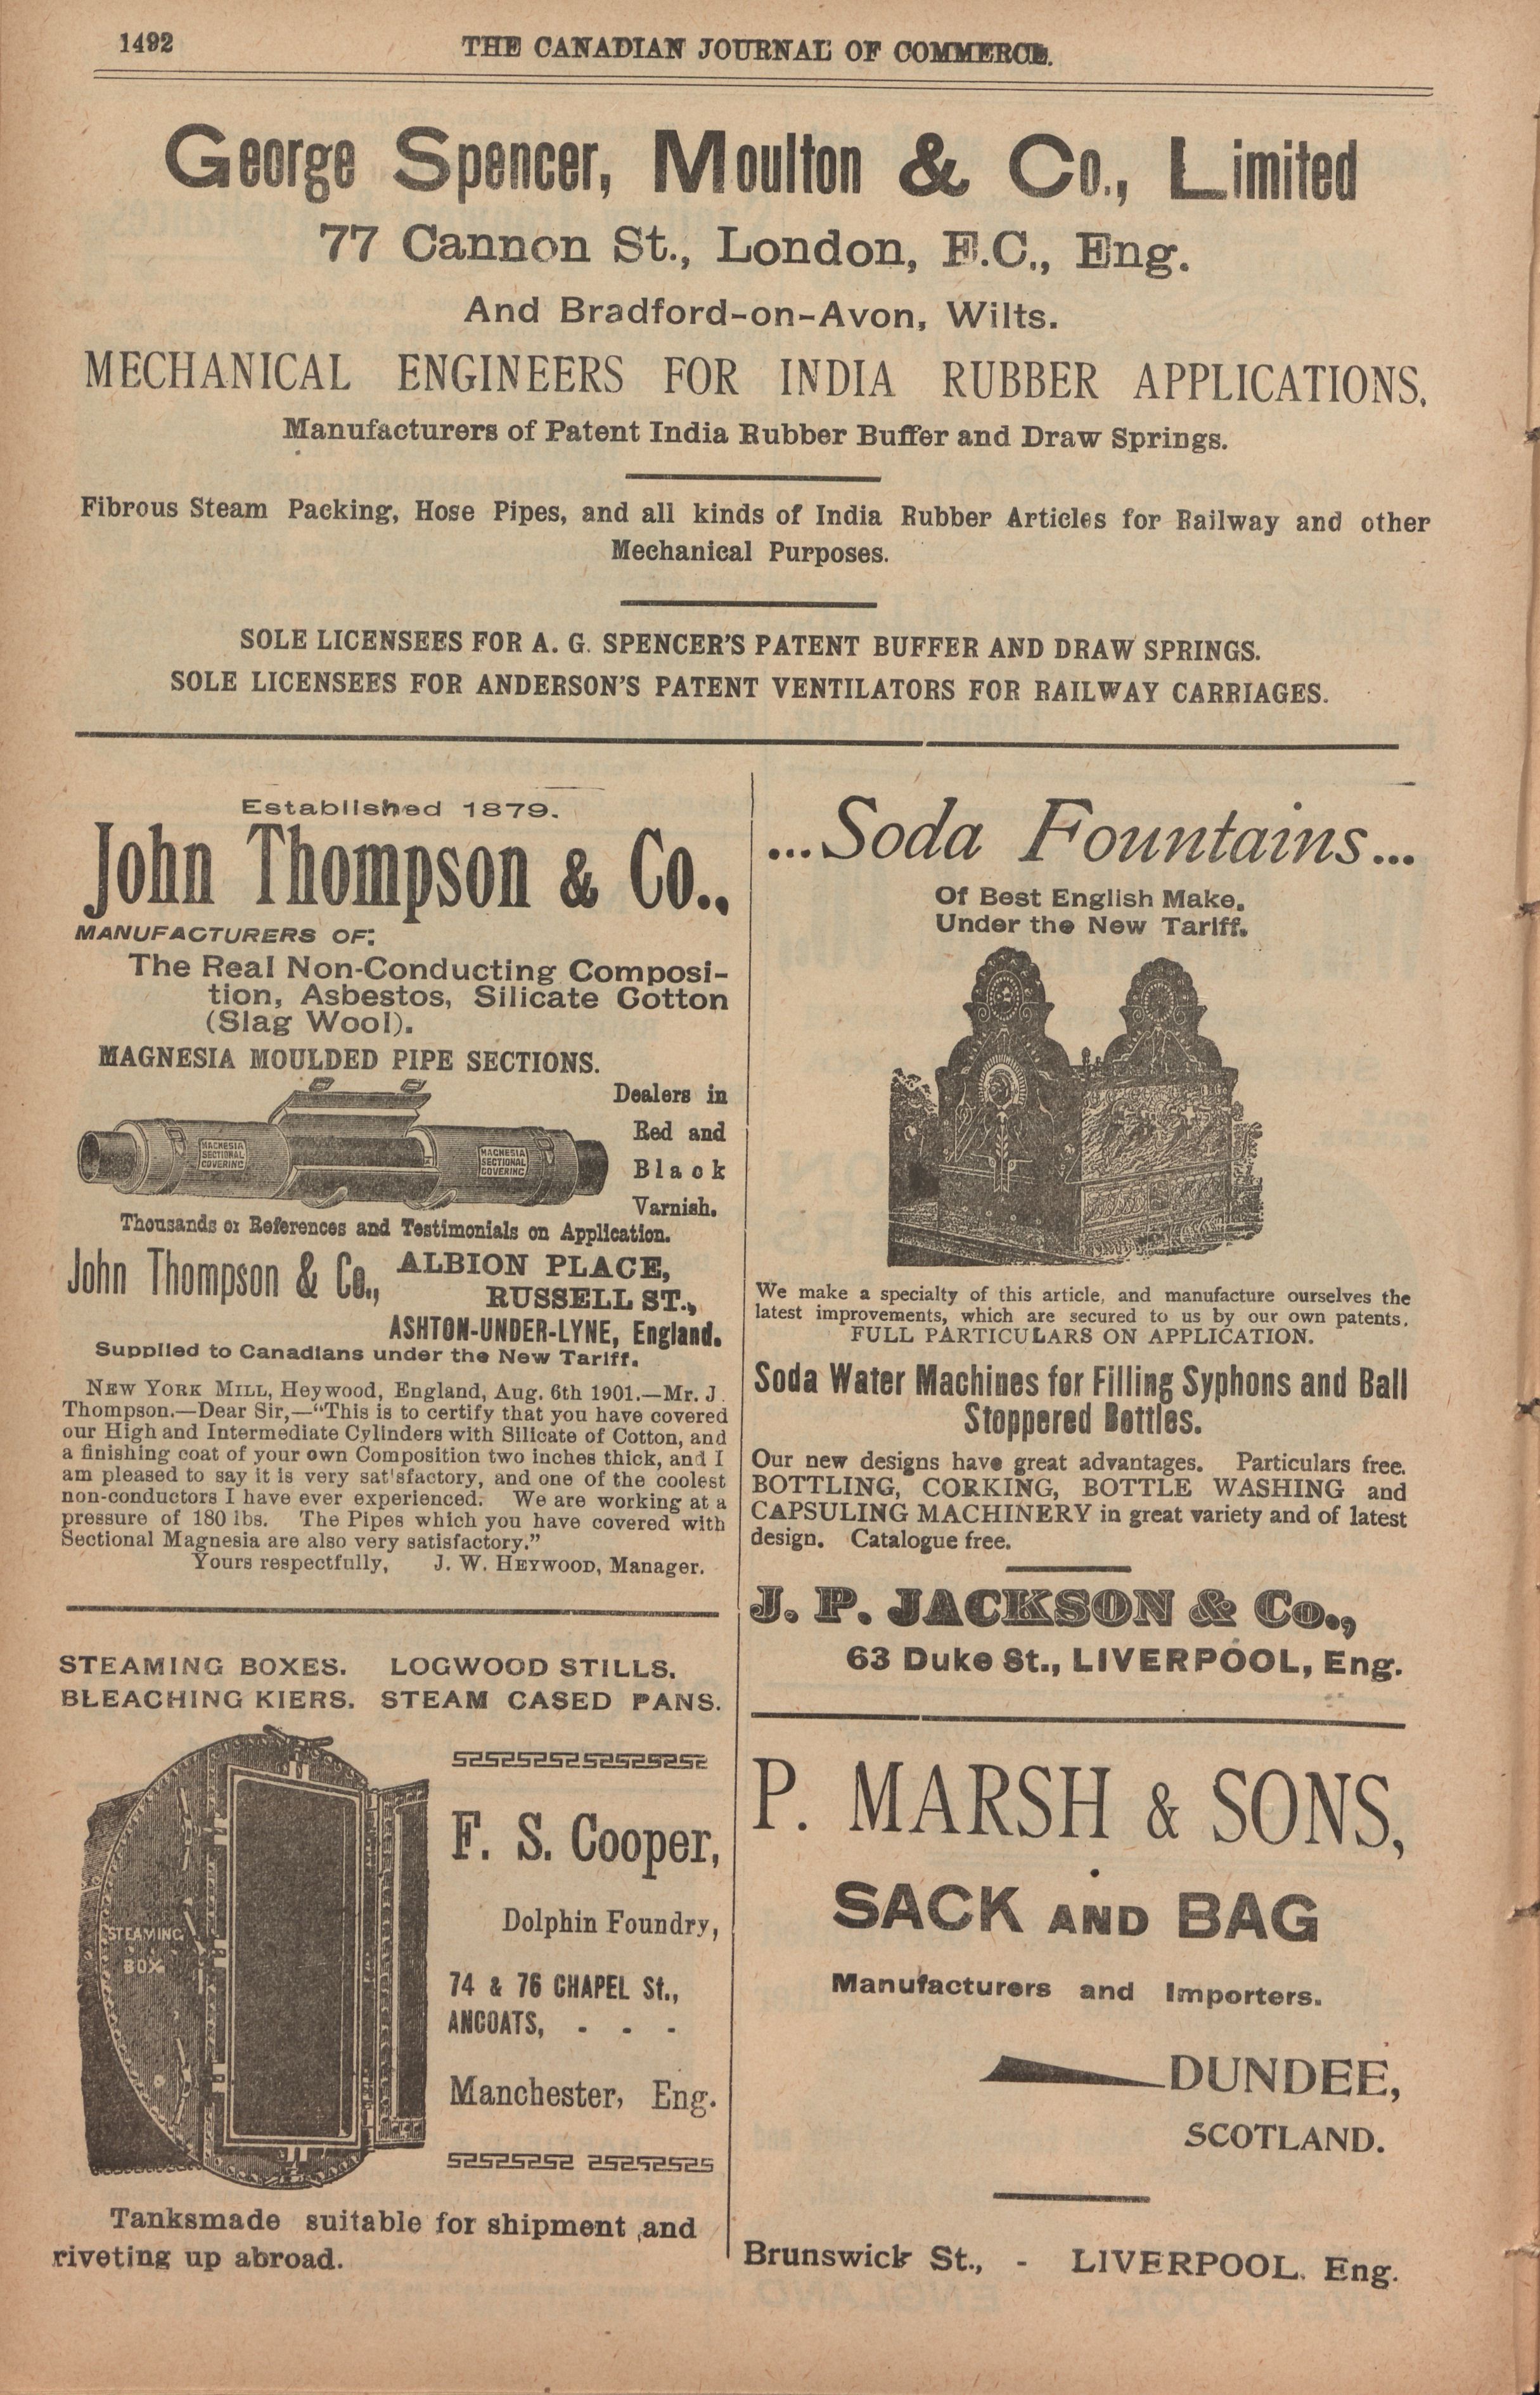 1492
THE CANADIAN JOURNAL OF COMMERCE.
George Spencer, Moulton & Co., Limited
77 Cannon St., London, E.C., Eng.
And Bradford-on-Avon, Wilts.
MECHANICAL ENGINEERS FOR INDIA RUBBER APPLICATIONS.
Manufacturers of Patent India Rubber Buffer and Draw Springs.
Fibrous Steam Packing, Hose Pipes, and all kinds of India Rubber Articles for Railway and other
Mechanical Purposes.
SOLE LICENSEES FOR A. G. SPENCER'S PATENT BUFFER AND DRAW SPRINGS.
SOLE LICENSEES FOR ANDERSON'S PATENT VENTILATORS FOR RAILWAY CARRIAGES.
Established 1879.
John Thompson & Co.,
MANUFACTURERS OF:
The Real Non-Conducting Composi-
tion, Asbestos, Silicate Cotton
(Slag Wool).
MAGNESIA MOULDED PIPE SECTIONS.
Dealers in
Red and
Black
Varnish.
MAGNESIA
SECTIONAL
COVERING
MAGNESIA
SECTIONAL
COVERING
Thousands or References and Testimonials on Application.
John Thompson & Co.,
ALBION PLACE,
RUSSELL ST.,
ASHTON-UNDER-LYNE, England.
Supplied to Canadians under the New Tariff.
NEW YORK MILL, Heywood, England, Aug. 6th 1901.—Mr. J.
Thompson.—Dear Sir,—"This is to certify that you have covered
our High and Intermediate Cylinders with Silicate of Cotton, and
a finishing coat of your own Composition two inches thick, and I
am pleased to say it is very sat'sfactory, and one of the coolest
non-conductors I have ever experienced. We are working at a
pressure of 180 lbs. The Pipes which you have covered with
Sectional Magnesia are also very satisfactory."
Yours respectfully, J. W. HEYWOOD, Manager.
STEAMING BOXES. LOGWOOD STILLS.
BLEACHING KIERS. STEAM CASED PANS.
STEAMING
BOX
F. S. Cooper,
Dolphin Foundry,
74 & 76 CHAPEL St.,
ANCOATS, - - -
Manchester, Eng.
Tanksmade suitable for shipment ,and
riveting up abroad.
...Soda Fountains...
Of Best English Make.
Under the New Tariff.
We make a specialty of this article, and manufacture ourselves the
latest improvements, which are secured to us by our own patents.
FULL PARTICULARS ON APPLICATION.
Soda Water Machines for Filling Syphons and Ball
Stoppered Bottles.
Our new designs have great advantages. Particulars free.
BOTTLING, CORKING, BOTTLE WASHING and
CAPSULING MACHINERY in great variety and of latest
design. Catalogue free.
J. P. JACKSON & Co.,
63 Duke St., LIVERPOOL, Eng.
P. MARSH & SONS,
SACK AND BAG
Manufacturers and Importers.
DUNDEE,
SCOTLAND.
Brunswick St., - LIVERPOOL. Eng.